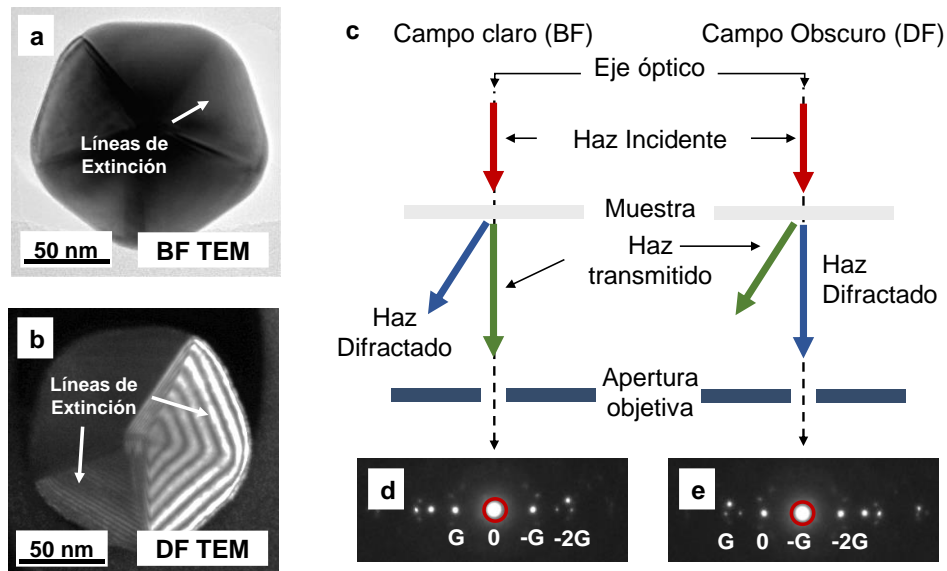 a
Líneas de
Extinción
50 nm
BF TEM
b
Líneas de
Extinción
50 nm
DF TEM
c
Campo claro (BF)
Campo Obscuro (DF)
Eje óptico
Haz Incidente
Muestra
Haz
transmitido
Haz
Difractado
Haz
Difractado
Apertura
objetiva
d
G 0 -G -2G
e
G 0 -G -2G